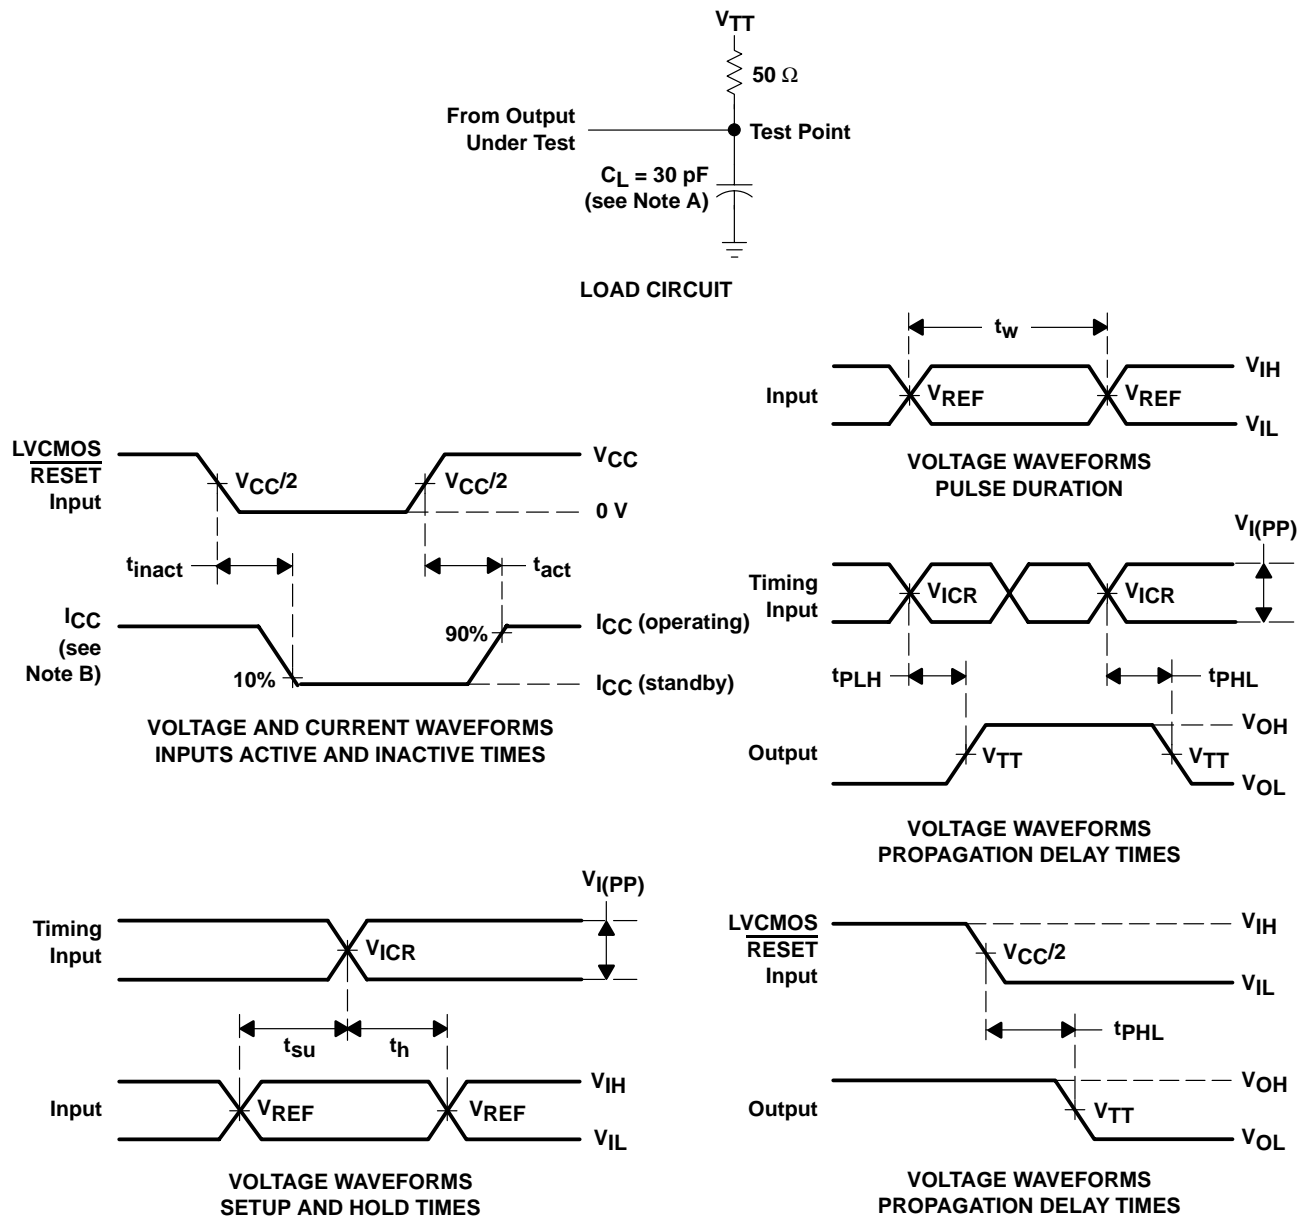 VTT
50 Ω
From Output
Under Test
Test Point
CL = 30 pF
(see Note A)
LOAD CIRCUIT
tw
VIH
Input
VREF
VREF
VIL
VOLTAGE WAVEFORMS
PULSE DURATION
LVCMOS
RESET
Input
VCC/2
VCC/2
VCC
0 V
tinact
tact
ICC
(see
Note B)
10%
90%
ICC (operating)
ICC (standby)
VOLTAGE AND CURRENT WAVEFORMS
INPUTS ACTIVE AND INACTIVE TIMES
VI(PP)
Timing
Input
VICR
VICR
tPLH
tPHL
Output
VTT
VTT
VOH
VOL
VOLTAGE WAVEFORMS
PROPAGATION DELAY TIMES
VI(PP)
Timing
Input
VICR
tsu
th
Input
VREF
VREF
VIH
VIL
VOLTAGE WAVEFORMS
SETUP AND HOLD TIMES
LVCMOS
RESET
Input
VCC/2
VIH
VIL
tPHL
Output
VTT
VOH
VOL
VOLTAGE WAVEFORMS
PROPAGATION DELAY TIMES